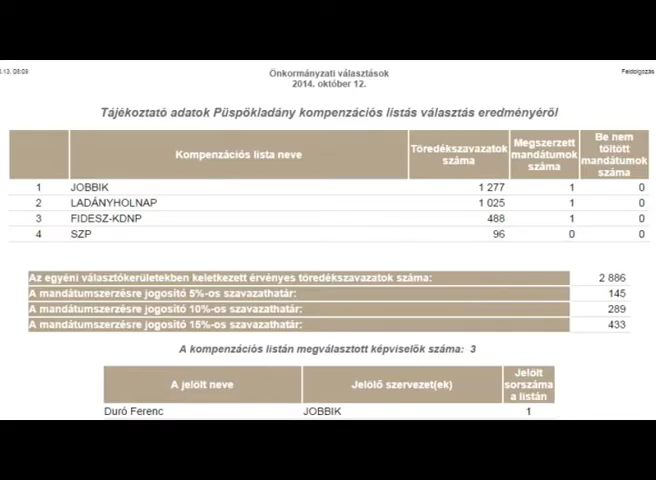 .13. 08:09
Önkormányzati választások
2014. október 12.
Feldolgozás
Tájékoztató adatok Püspökladány kompenzációs listás választás eredményéről
Kompenzációs lista neve Töredékszavazatok száma Megszerzett mandátumok száma Be nem töltött mandátumok száma
1 JOBBIK 1 277 1 0
2 LADÁNYHOLNAP 1 025 1 0
3 FIDESZ-KDNP 488 1 0
4 SZP 96 0 0
Az egyéni választókerületekben keletkezett érvényes töredékszavazatok száma: 2 886
A mandátumszerzésre jogosító 5%-os szavazathatár: 145
A mandátumszerzésre jogosító 10%-os szavazathatár: 289
A mandátumszerzésre jogosító 15%-os szavazathatár: 433
A kompenzációs listán megválasztott képviselők száma: 3
A jelölt neve Jelölő szervezet(ek) Jelölt sorszáma a listán
Duró Ferenc JOBBIK 1